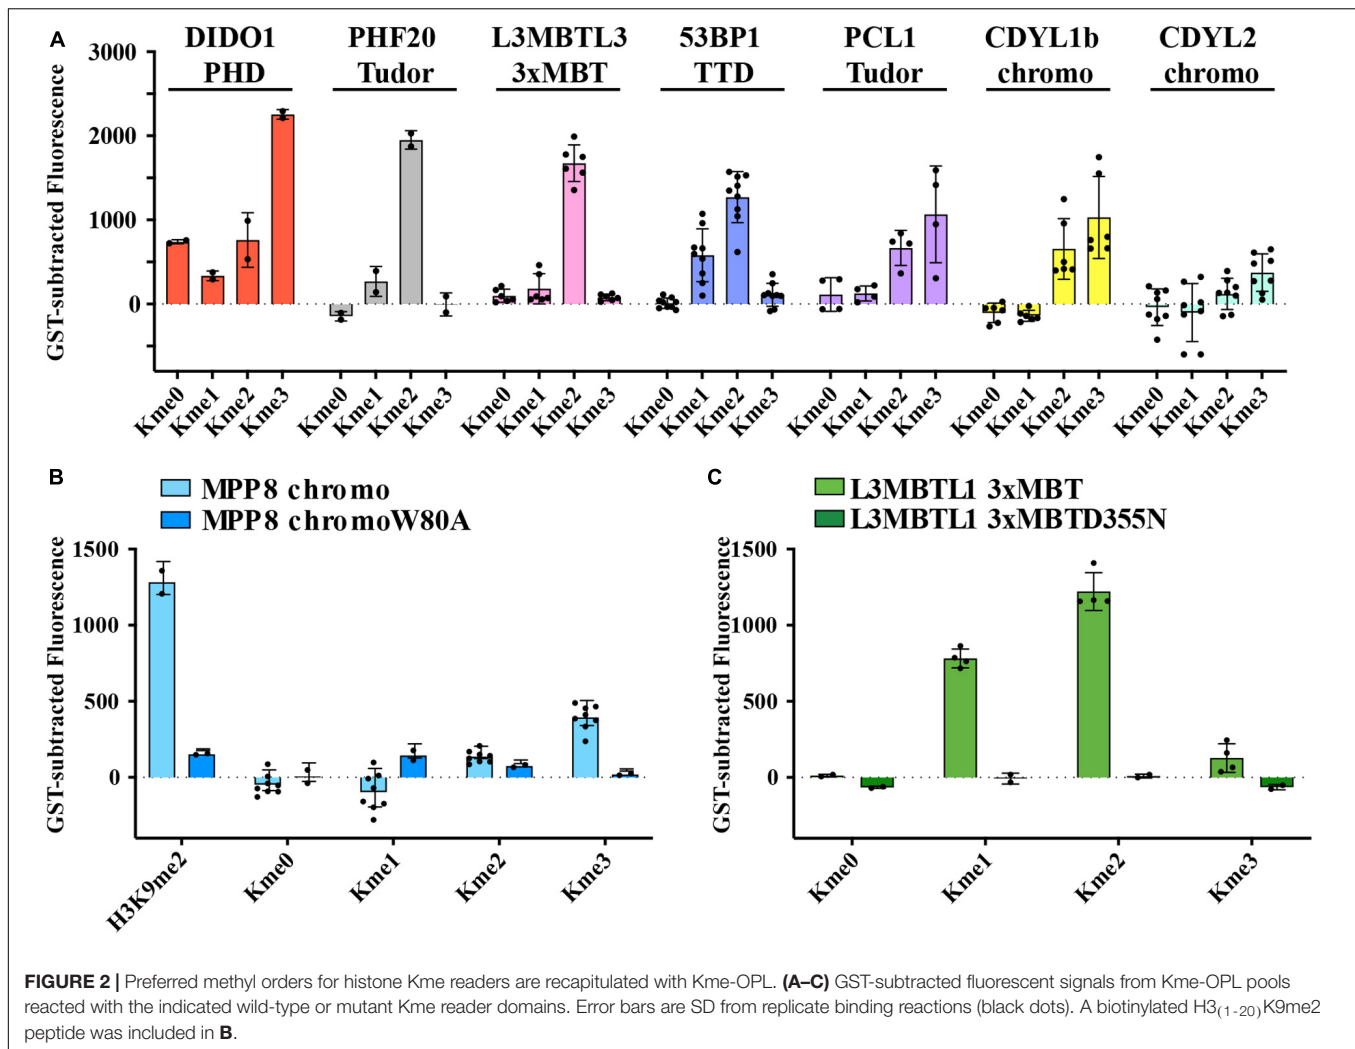 A
DIDO1 PHF20 L3MBTL3 53BP1 PCL1 CDYL1b CDYL2
PHD Tudor 3xMBT TTD Tudor chromo chromo
GST-subtracted Fluorescence
3000
2000
1000
0
Kme0 Kme1 Kme2 Kme3 Kme0 Kme1 Kme2 Kme3 Kme0 Kme1 Kme2 Kme3 Kme0 Kme1 Kme2 Kme3 Kme0 Kme1 Kme2 Kme3 Kme0 Kme1 Kme2 Kme3 Kme0 Kme1 Kme2 Kme3
B
MPP8 chromo
MPP8 chromoW80A
GST-subtracted Fluorescence
1500
1000
500
0
H3K9me2 Kme0 Kme1 Kme2 Kme3
C
L3MBTL1 3xMBT
L3MBTL1 3xMBTD355N
GST-subtracted Fluorescence
1500
1000
500
0
Kme0 Kme1 Kme2 Kme3
FIGURE 2 | Preferred methyl orders for histone Kme readers are recapitulated with Kme-OPL. (A–C) GST-subtracted fluorescent signals from Kme-OPL pools
reacted with the indicated wild-type or mutant Kme reader domains. Error bars are SD from replicate binding reactions (black dots). A biotinylated H3(1-20)K9me2
peptide was included in B.